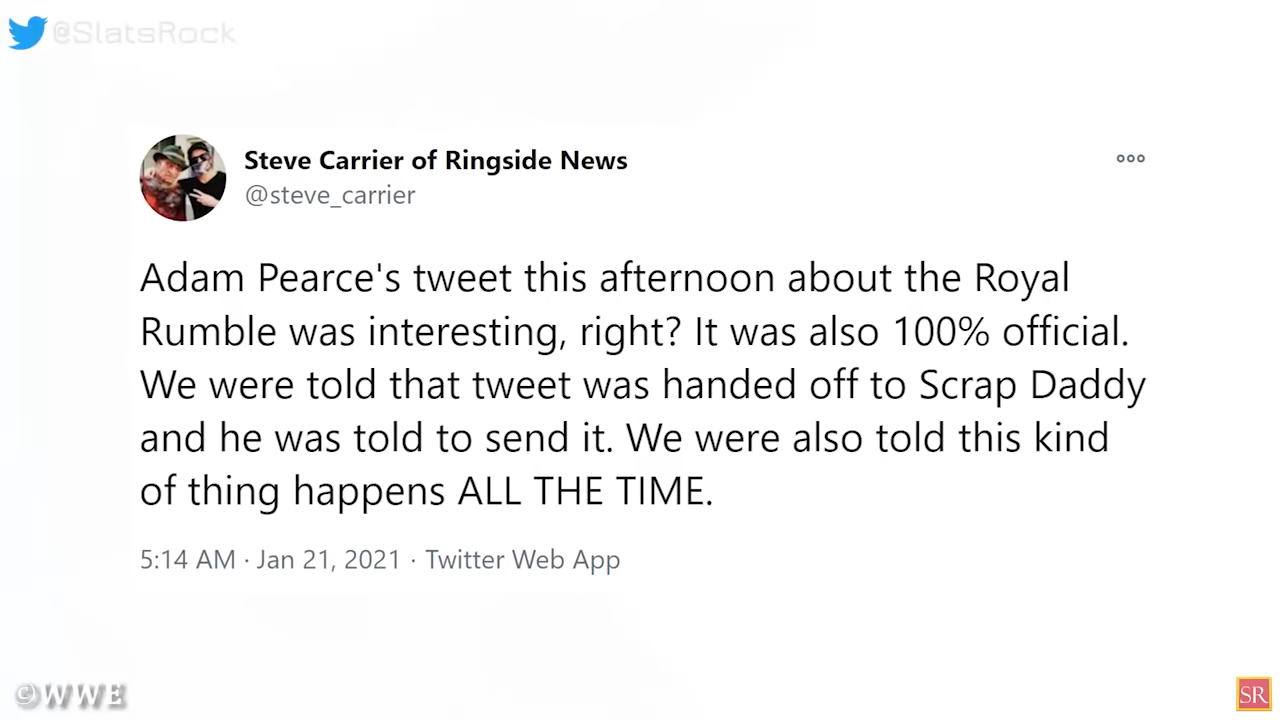 @SlatsRock
Steve Carrier of Ringside News
@steve_carrier
Adam Pearce's tweet this afternoon about the Royal
Rumble was interesting, right? It was also 100% official.
We were told that tweet was handed off to Scrap Daddy
and he was told to send it. We were also told this kind
of thing happens ALL THE TIME.
5:14 AM · Jan 21, 2021 · Twitter Web App
©WWE
SR